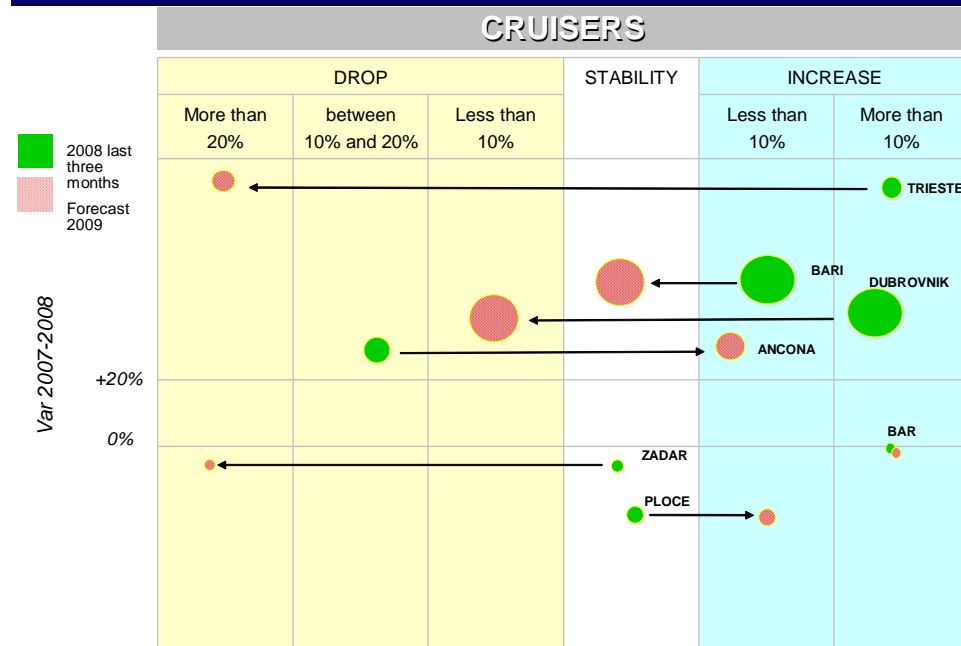 CRUISERS
DROP
STABILITY
INCREASE
More than
20%
between
10% and 20%
Less than
10%
Less than
10%
More than
10%
2008 last
three
months
Forecast
2009
TRIESTE
BARI
DUBROVNIK
ANCONA
Var 2007-2008
+20%
0%
BAR
ZADAR
PLOCE